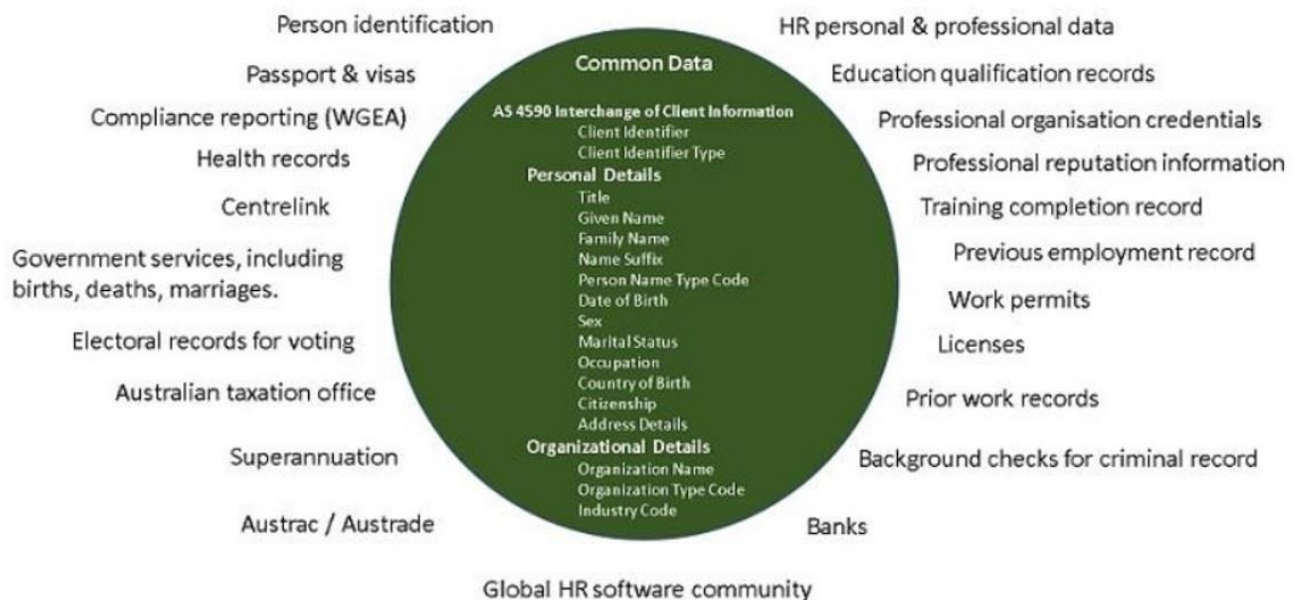 Person identification
Passport & visas
Compliance reporting (WGEA)
Health records
Centrelink
Government services, including
births, deaths, marriages.
Electoral records for voting
Australian taxation office
Superannuation
Austrac / Austrade
Common Data
AS 4590 Interchange of Client Information
Client Identifier
Client Identifier Type
Personal Details
Title
Given Name
Family Name
Name Suffix
Person Name Type Code
Date of Birth
Sex
Marital Status
Occupation
Country of Birth
Citizenship
Address Details
Organizational Details
Organization Name
Organization Type Code
Industry Code
HR personal & professional data
Education qualification records
Professional organisation credentials
Professional reputation information
Training completion record
Previous employment record
Work permits
Licenses
Prior work records
Background checks for criminal record
Banks
Global HR software community